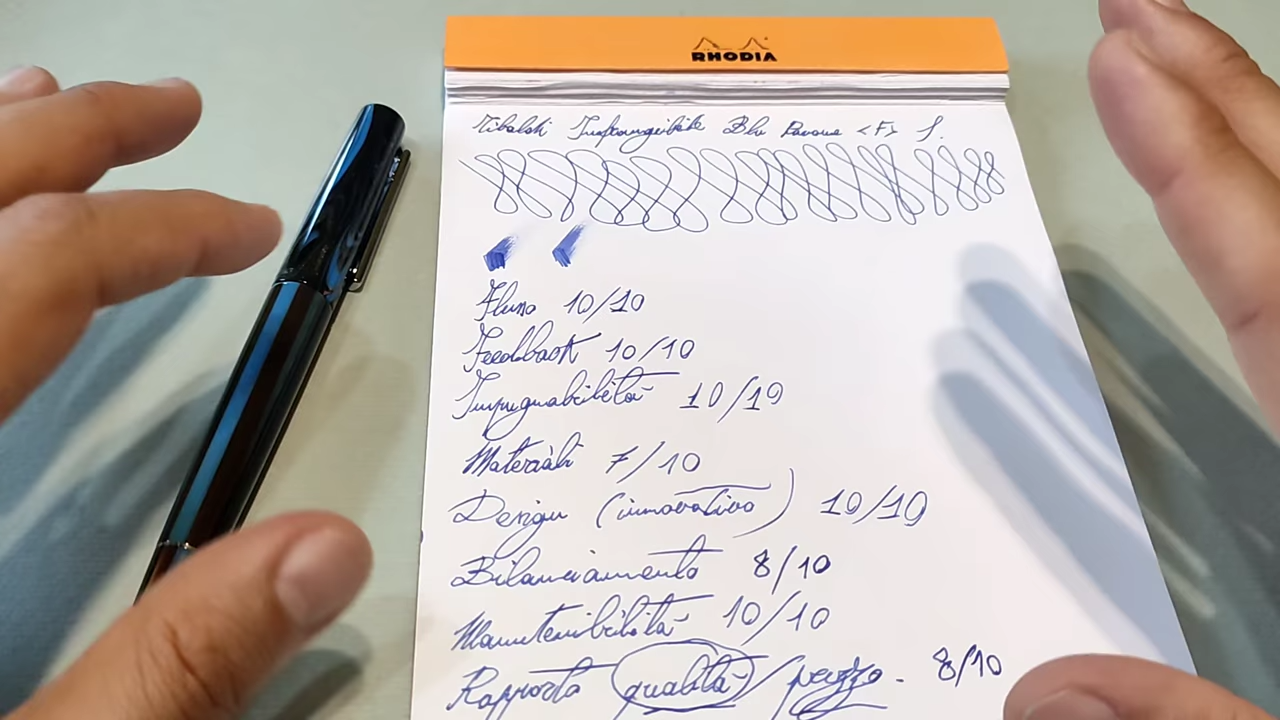 RHODIA
Tibaldi Infrangibile Blu Pavone <F>
Flusso 10/10
Feedback 10/10
Impugnabilità 10/10
Materiali 7/10
Design (innovativo) 10/10
Bilanciamento 8/10
Manutenibilità 10/10
Rapporto qualità/prezzo. 8/10